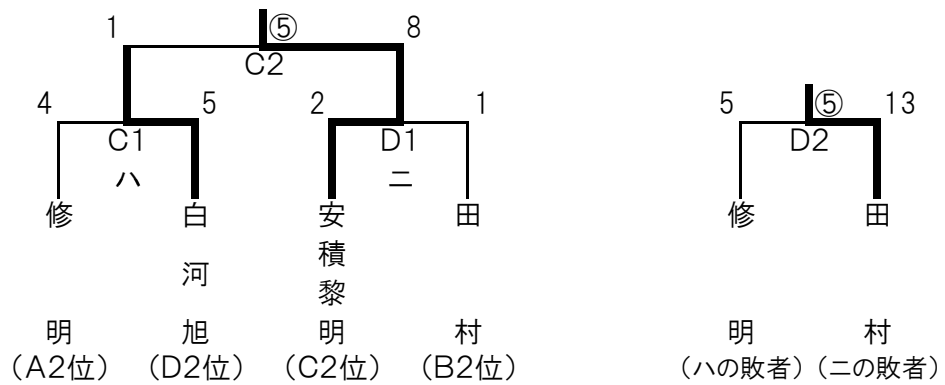 1 ⑤ 8
C2
4 5 2 1 5 ⑤ 13
C1 D1 D2
ハ ニ
修明 白河旭 安積黎明 田村 修明 田村
（A2位） （D2位） （C2位） （B2位） （ハの敗者） （ニの敗者）